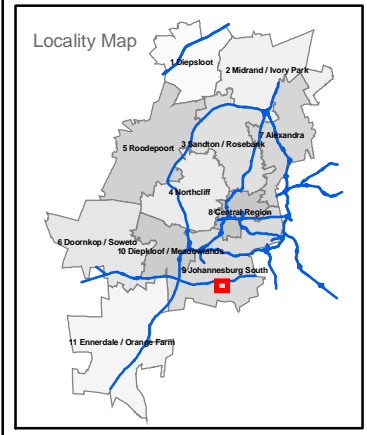 Locality Map
1 Diepsloot
2 Midrand / Ivory Park
7 Alexandra
3 Sandton / Rosebank
5 Roodepoort
4 Northcliff
8 Central Region
6 Doornkop / Soweto
10 Diepkloof / Meadowlands
9 Johannesburg South
11 Ennerdale / Orange Farm